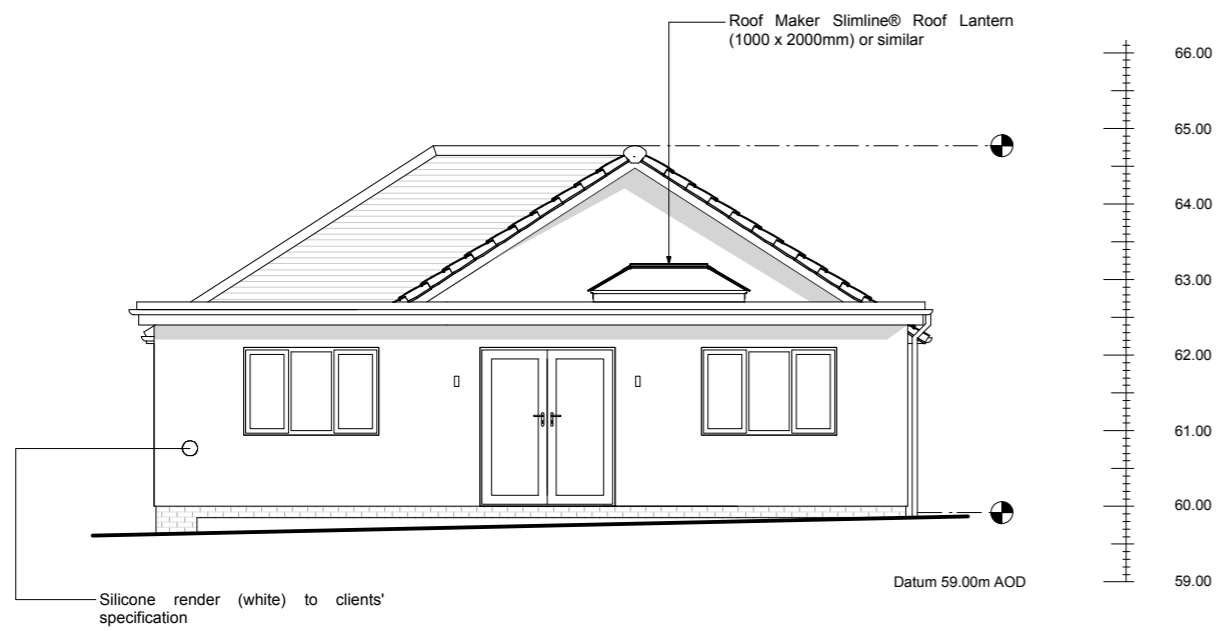 Roof Maker Slimline® Roof Lantern
(1000 x 2000mm) or similar
66.00
65.00
64.00
63.00
62.00
61.00
60.00
59.00
Datum 59.00m AOD
Silicone render (white) to clients'
specification